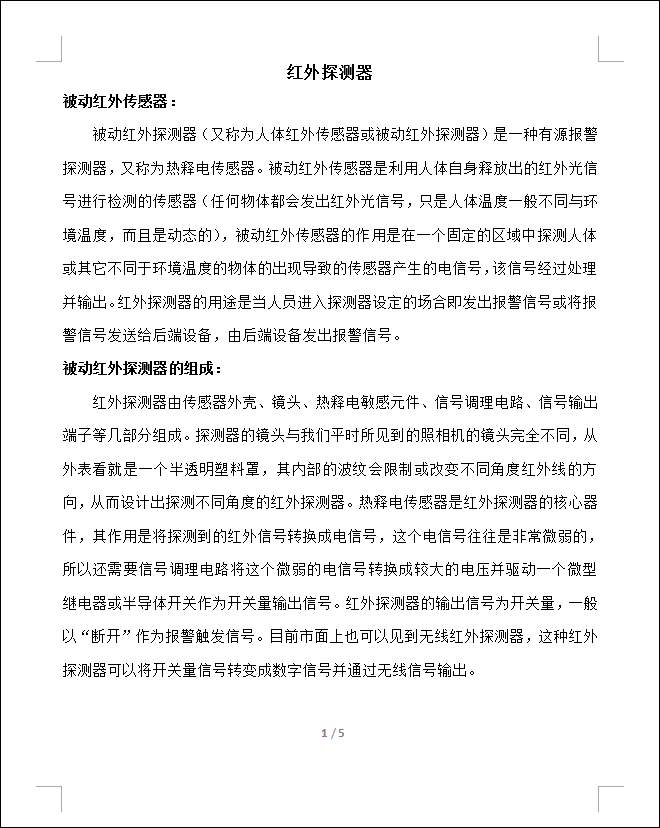 红外探测器
被动红外传感器：
被动红外探测器（又称为人体红外传感器或被动红外探测器）是一种有源报警
探测器，又称为热释电传感器。被动红外传感器是利用人体自身释放出的红外光信
号进行检测的传感器（任何物体都会发出红外光信号，只是人体温度一般不同与环
境温度，而且是动态的），被动红外传感器的作用是在一个固定的区域中探测人体
或其它不同于环境温度的物体的出现导致的传感器产生的电信号，该信号经过处理
并输出。红外探测器的用途是当人员进入探测器设定的场合即发出报警信号或将报
警信号发送给后端设备，由后端设备发出报警信号。
被动红外探测器的组成：
红外探测器由传感器外壳、镜头、热释电敏感元件、信号调理电路、信号输出
端子等几部分组成。探测器的镜头与我们平时所见到的照相机的镜头完全不同，从
外表看就是一个半透明塑料罩，其内部的波纹会限制或改变不同角度红外线的方
向，从而设计出探测不同角度的红外探测器。热释电传感器是红外探测器的核心器
件，其作用是将探测到的红外信号转换成电信号，这个电信号往往是非常微弱的，
所以还需要信号调理电路将这个微弱的电信号转换成较大的电压并驱动一个微型
继电器或半导体开关作为开关量输出信号。红外探测器的输出信号为开关量，一般
以“断开”作为报警触发信号。目前市面上也可以见到无线红外探测器，这种红外
探测器可以将开关量信号转变成数字信号并通过无线信号输出。
1 / 5